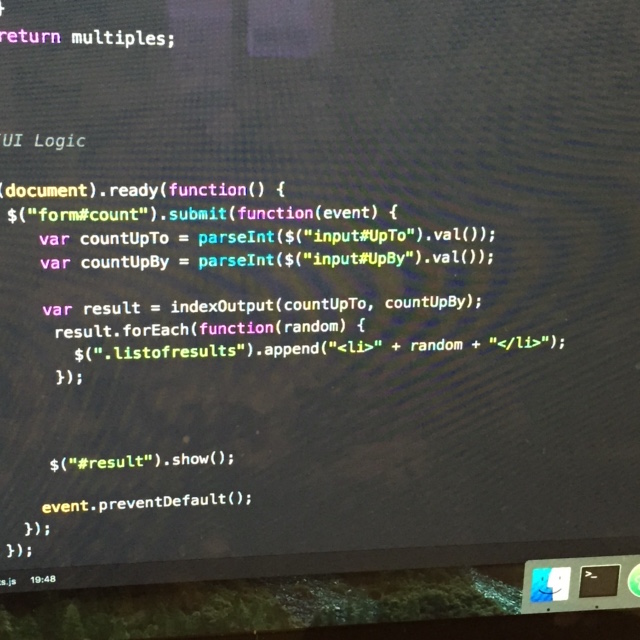 }
return multiples;
/UI Logic
(document).ready(function() {
$("form#count").submit(function(event) {
var countUpTo = parseInt($("input#UpTo").val());
var countUpBy = parseInt($("input#UpBy").val());
var result = indexOutput(countUpTo, countUpBy);
result.forEach(function(random) {
$(".listofresults").append("<li>" + random + "</li>");
});
$("#result").show();
event.preventDefault();
});
});
s.js 19:48
>_